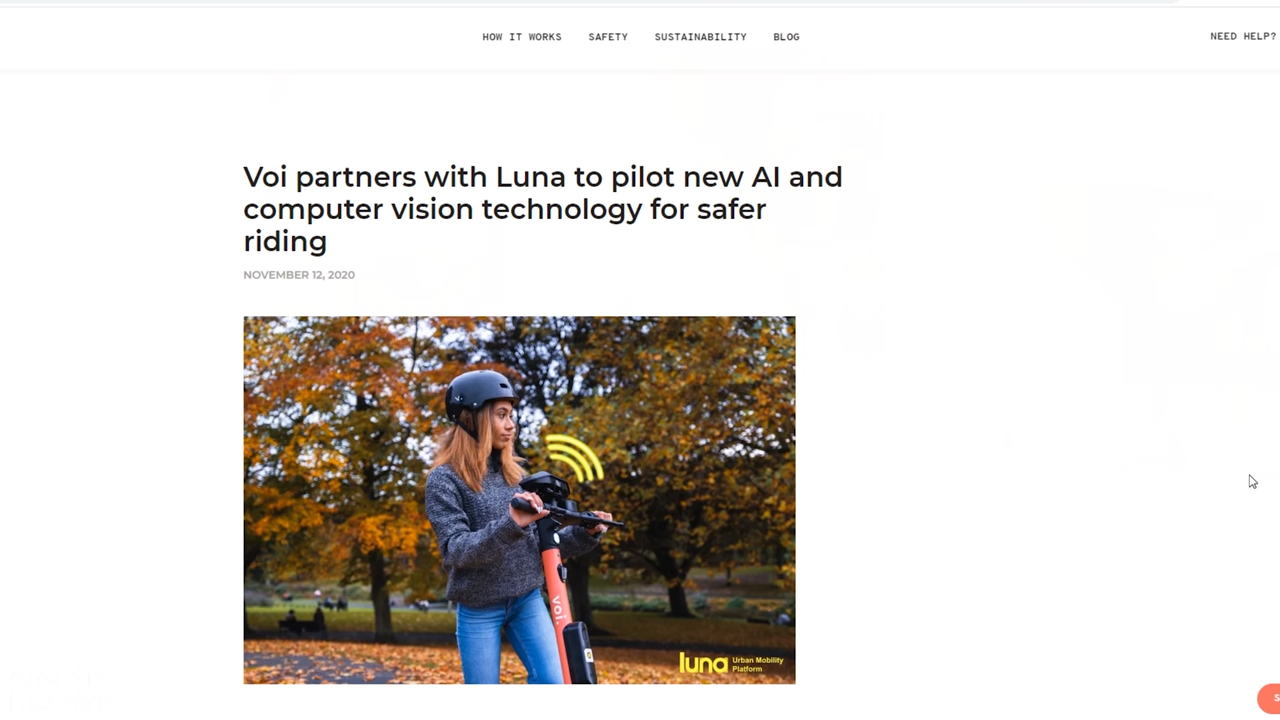 HOW IT WORKS SAFETY SUSTAINABILITY BLOG NEED HELP?
Voi partners with Luna to pilot new AI and
computer vision technology for safer
riding
NOVEMBER 12, 2020
voi.
luna Urban Mobility
Platform